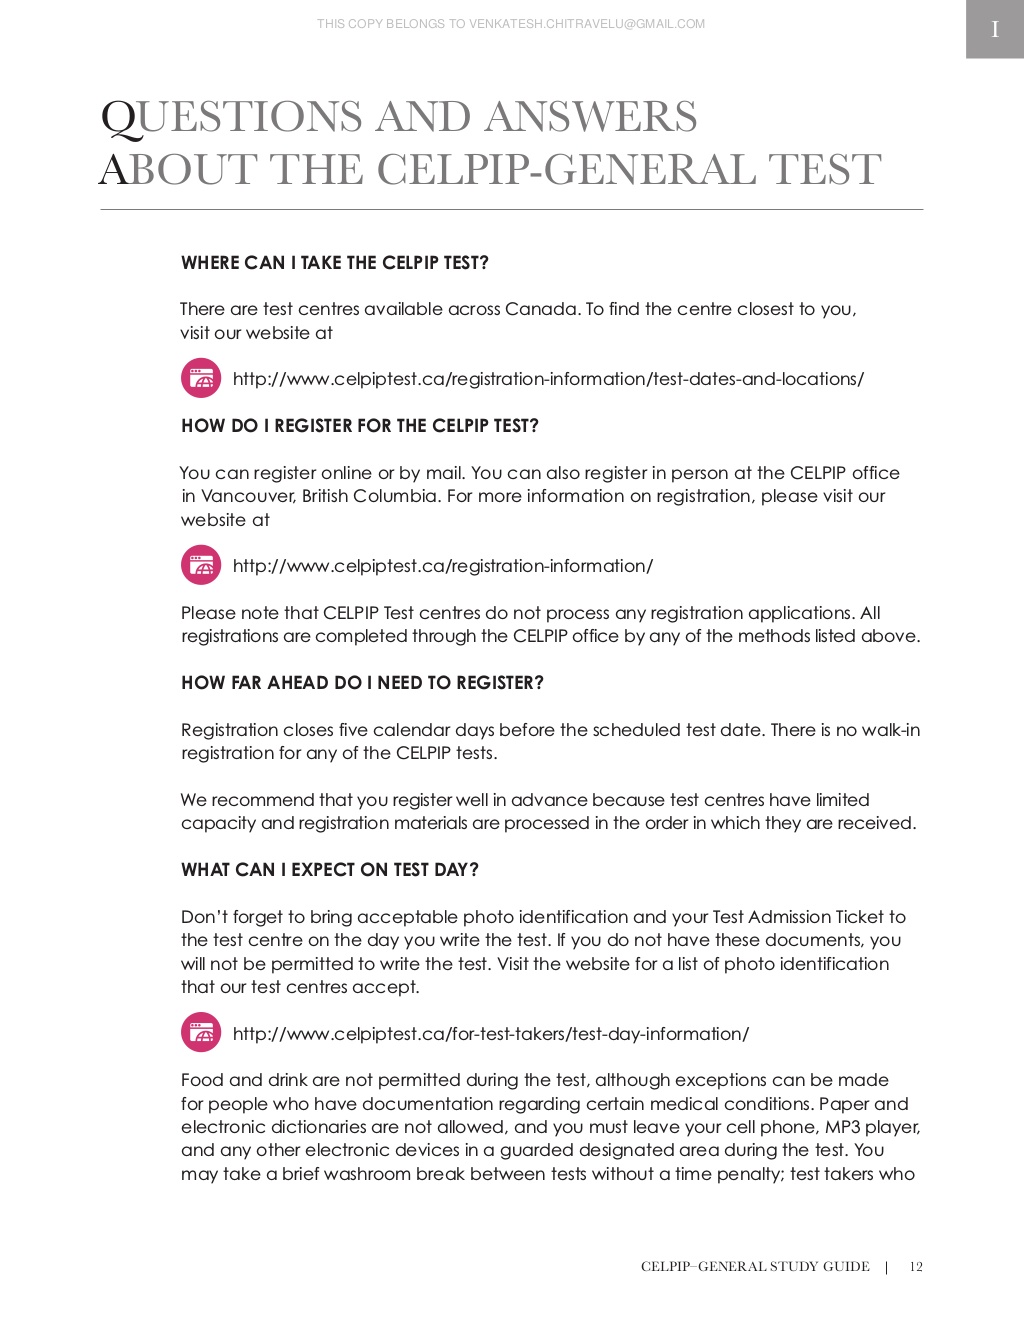 THIS COPY BELONGS TO VENKATESH.CHITRAVELU@GMAIL.COM
I
QUESTIONS AND ANSWERS
ABOUT THE CELPIP-GENERAL TEST
WHERE CAN I TAKE THE CELPIP TEST?
There are test centres available across Canada. To find the centre closest to you,
visit our website at
http://www.celpiptest.ca/registration-information/test-dates-and-locations/
HOW DO I REGISTER FOR THE CELPIP TEST?
You can register online or by mail. You can also register in person at the CELPIP office
in Vancouver, British Columbia. For more information on registration, please visit our
website at
http://www.celpiptest.ca/registration-information/
Please note that CELPIP Test centres do not process any registration applications. All
registrations are completed through the CELPIP office by any of the methods listed above.
HOW FAR AHEAD DO I NEED TO REGISTER?
Registration closes five calendar days before the scheduled test date. There is no walk-in
registration for any of the CELPIP tests.
We recommend that you register well in advance because test centres have limited
capacity and registration materials are processed in the order in which they are received.
WHAT CAN I EXPECT ON TEST DAY?
Don't forget to bring acceptable photo identification and your Test Admission Ticket to
the test centre on the day you write the test. If you do not have these documents, you
will not be permitted to write the test. Visit the website for a list of photo identification
that our test centres accept.
http://www.celpiptest.ca/for-test-takers/test-day-information/
Food and drink are not permitted during the test, although exceptions can be made
for people who have documentation regarding certain medical conditions. Paper and
electronic dictionaries are not allowed, and you must leave your cell phone, MP3 player,
and any other electronic devices in a guarded designated area during the test. You
may take a brief washroom break between tests without a time penalty; test takers who
CELPIP–GENERAL STUDY GUIDE | 12